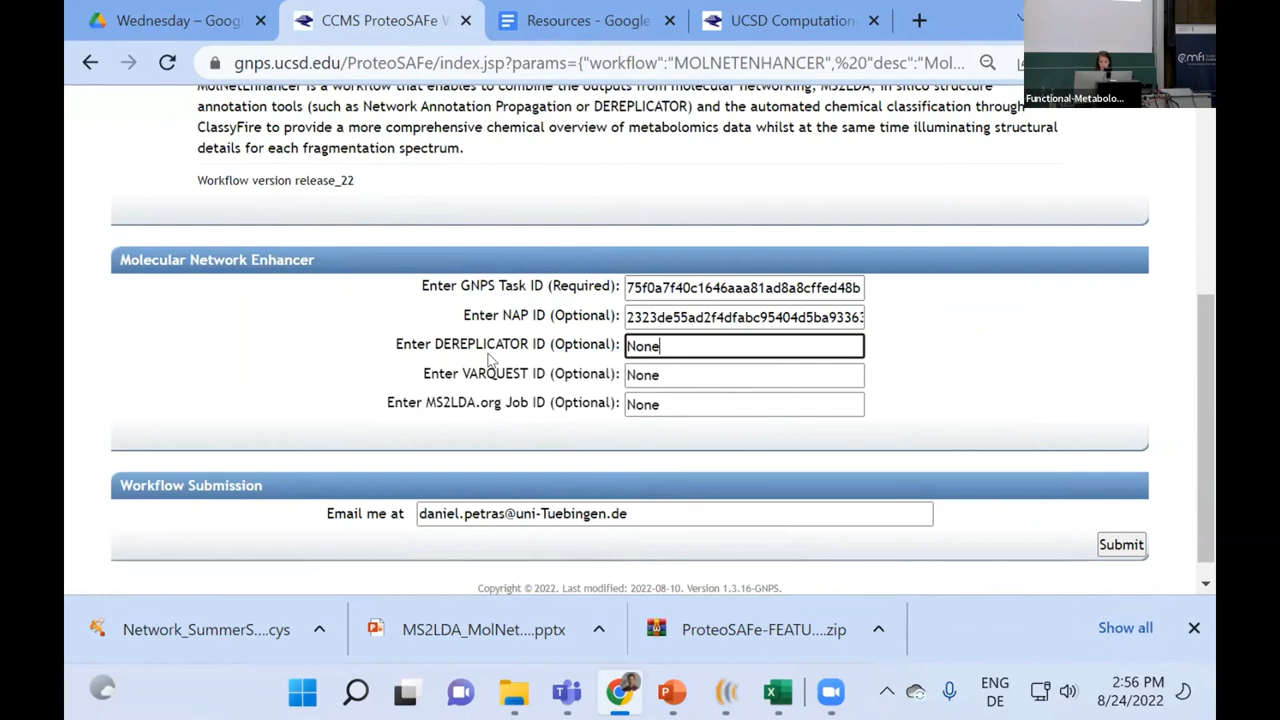 Wednesday – Googl
CCMS ProteoSAFe W
Resources - Google
UCSD Computation
gnps.ucsd.edu/ProteoSAFe/index.jsp?params={"workflow":"MOLNETENHANCER",%20"desc":"Mol...
MolNetEnhancer is a workflow that enables to combine the outputs from molecular networking, MS2LDA, in silico structure
annotation tools (such as Network Annotation Propagation or DEREPLICATOR) and the automated chemical classification through
ClassyFire to provide a more comprehensive chemical overview of metabolomics data whilst at the same time illuminating structural
details for each fragmentation spectrum.
Workflow version release_22
Functional-Metabolo...
cmfi
Molecular Network Enhancer
Enter GNPS Task ID (Required): 75f0a7f40c1646aaa81ad8a8cffed48b
Enter NAP ID (Optional): 2323de55ad2f4dfabc95404d5ba93363
Enter DEREPLICATOR ID (Optional): None
Enter VARQUEST ID (Optional): None
Enter MS2LDA.org Job ID (Optional): None
Workflow Submission
Email me at daniel.petras@uni-Tuebingen.de
Submit
Copyright © 2022. Last modified: 2022-08-10. Version 1.3.16-GNPS.
Network_SummerS....cys
MS2LDA_MolNet....pptx
ProteoSAFe-FEATU....zip
Show all
ENG
DE
2:56 PM
8/24/2022